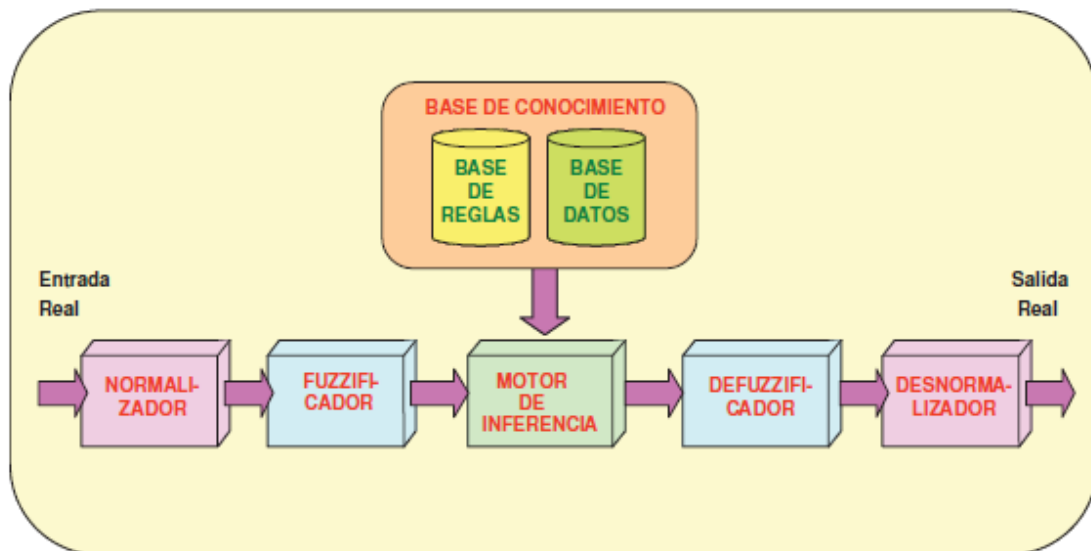 BASE DE CONOCIMIENTO
BASE
DE
REGLAS
BASE
DE
DATOS
Entrada
Real
Salida
Real
NORMALI-
ZADOR
FUZZIFI-
CADOR
MOTOR
DE
INFERENCIA
DEFUZZIFI-
CADOR
DESNORMA-
LIZADOR